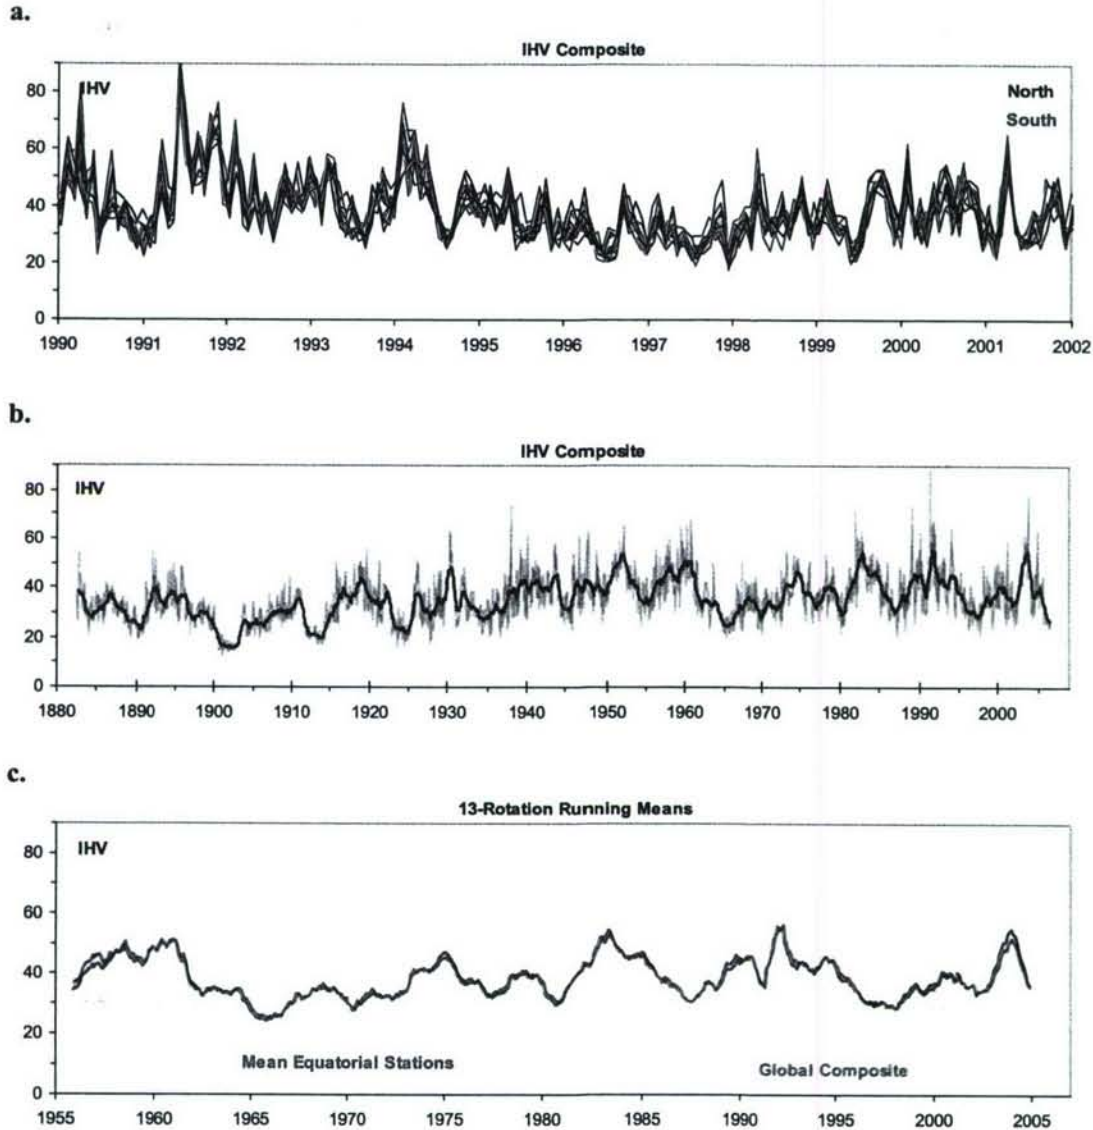 a.
IHV Composite
80
60
40
20
0
IHV
North
South
1990 1991 1992 1993 1994 1995 1996 1997 1998 1999 2000 2001 2002
b.
IHV Composite
80
60
40
20
0
IHV
1880 1890 1900 1910 1920 1930 1940 1950 1960 1970 1980 1990 2000
c.
13-Rotation Running Means
80
60
40
20
0
IHV
Mean Equatorial Stations
Global Composite
1955 1960 1965 1970 1975 1980 1985 1990 1995 2000 2005